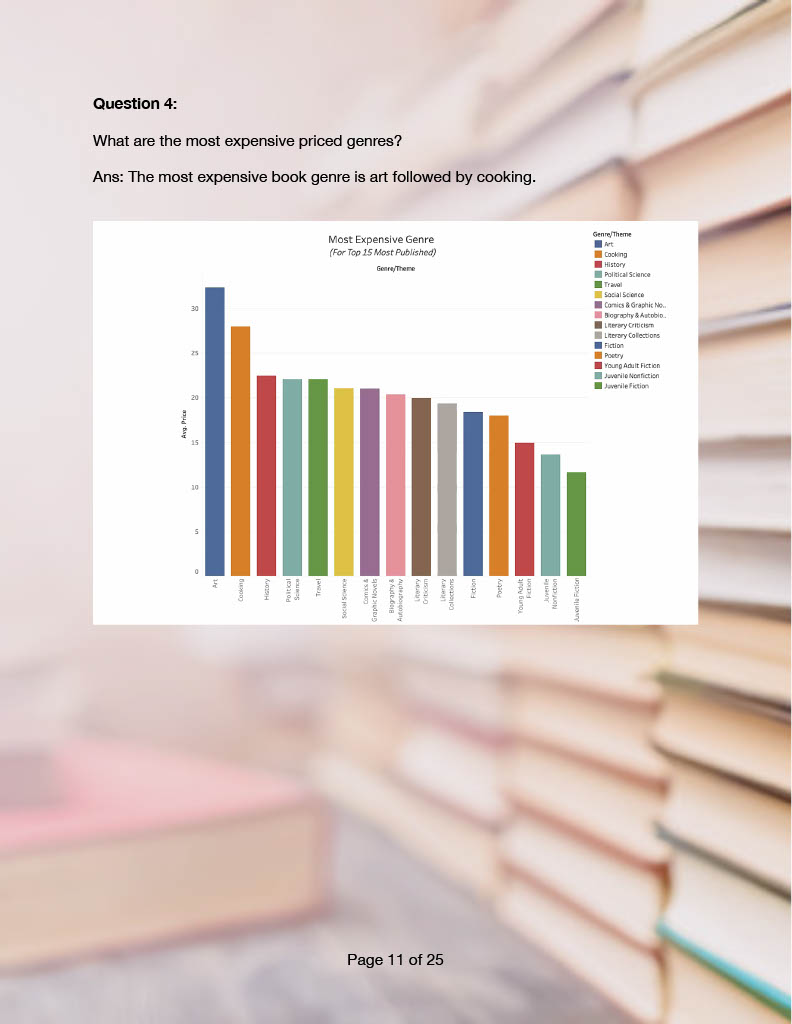 Question 4:
What are the most expensive priced genres?
Ans: The most expensive book genre is art followed by cooking.
Most Expensive Genre
(For Top 15 Most Published)
Genre/Theme
Avg. Price
30
25
20
15
10
5
0
Art
Cooking
History
Political
Science
Travel
Social Science
Comics &
Graphic Novels
Biography &
Autobiography
Literary
Criticism
Literary
Collections
Fiction
Poetry
Young Adult
Fiction
Juvenile
Nonfiction
Juvenile Fiction
Genre/Theme
Art
Cooking
History
Political Science
Travel
Social Science
Comics & Graphic No..
Biography & Autobio..
Literary Criticism
Literary Collections
Fiction
Poetry
Young Adult Fiction
Juvenile Nonfiction
Juvenile Fiction
Page 11 of 25